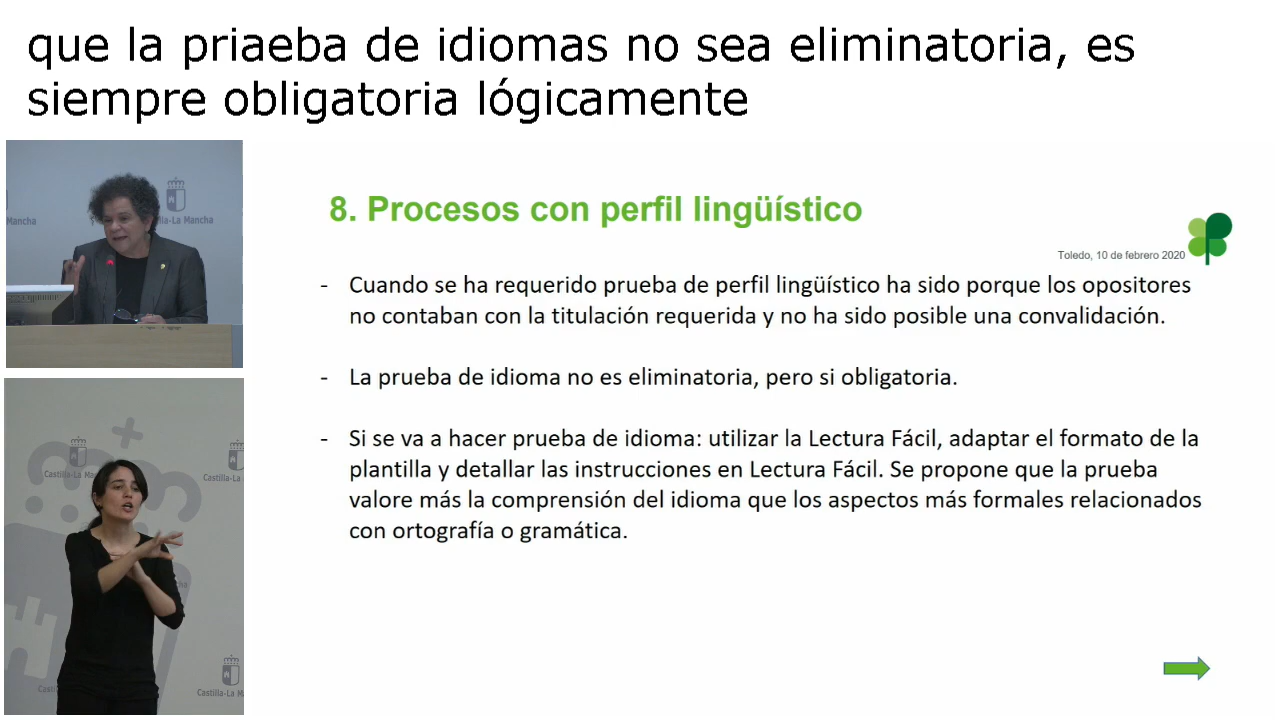 que la priaeba de idiomas no sea eliminatoria, es
siempre obligatoria lógicamente
8. Procesos con perfil lingüístico
Toledo, 10 de febrero 2020
- Cuando se ha requerido prueba de perfil lingüístico ha sido porque los opositores
no contaban con la titulación requerida y no ha sido posible una convalidación.
- La prueba de idioma no es eliminatoria, pero si obligatoria.
- Si se va a hacer prueba de idioma: utilizar la Lectura Fácil, adaptar el formato de la
plantilla y detallar las instrucciones en Lectura Fácil. Se propone que la prueba
valore más la comprensión del idioma que los aspectos más formales relacionados
con ortografía o gramática.
Mancha
La Mancha
Castilla-La
Castilla-La
Castilla-La M